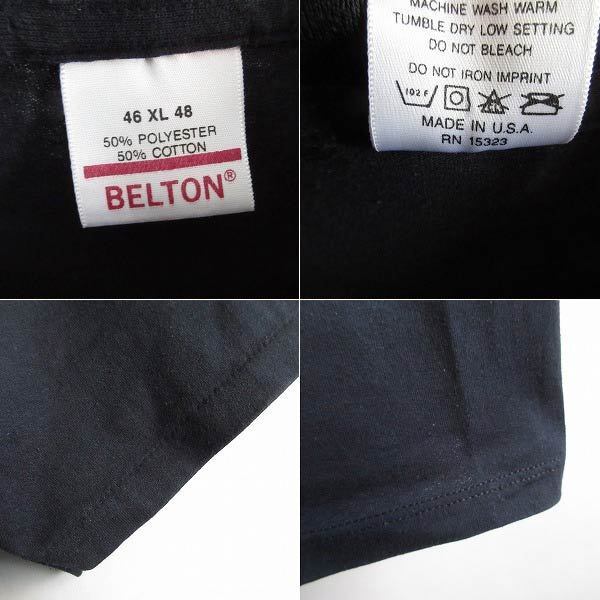 46 XL 48
50% POLYESTER
50% COTTON
BELTON®
MACHINE WASH WARM
TUMBLE DRY LOW SETTING
DO NOT BLEACH
DO NOT IRON IMPRINT
102 F
MADE IN U.S.A.
RN 15323